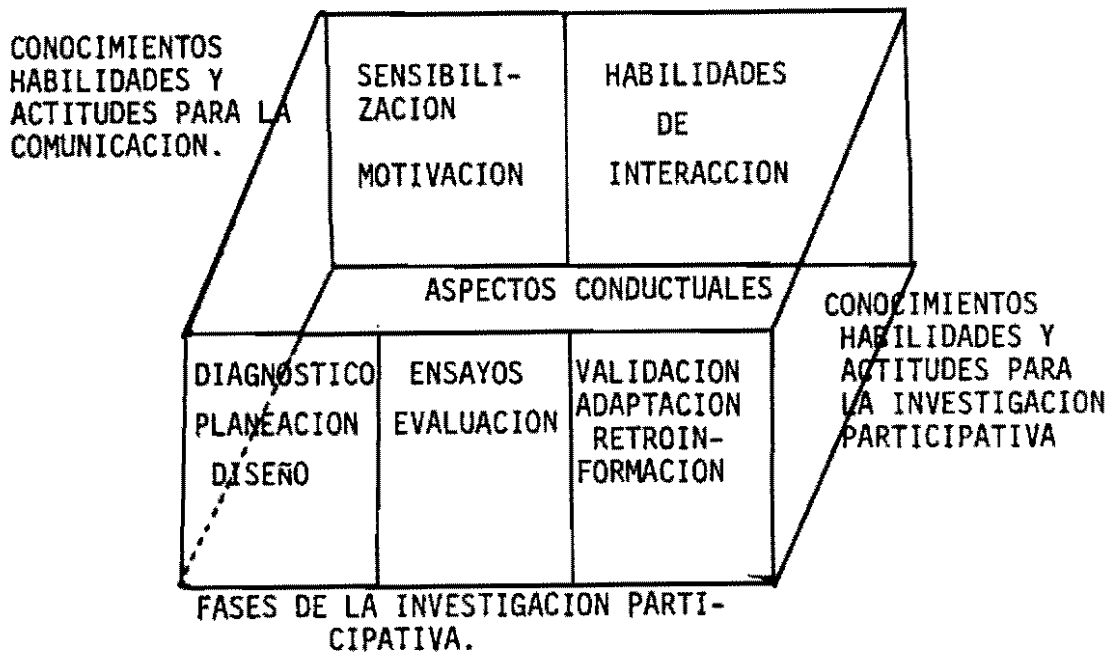 CONOCIMIENTOS
HABILIDADES Y
ACTITUDES PARA LA
COMUNICACION.
SENSIBILI-
ZACION
MOTIVACION
HABILIDADES
DE
INTERACCION
ASPECTOS CONDUCTUALES
CONOCIMIENTOS
HABILIDADES Y
ACTITUDES PARA
LA INVESTIGACION
PARTICIPATIVA
DIAGNOSTICO
PLANEACION
DISEÑO
ENSAYOS
EVALUACION
VALIDACION
ADAPTACION
RETROIN-
FORMACION
FASES DE LA INVESTIGACION PARTI-
CIPATIVA.